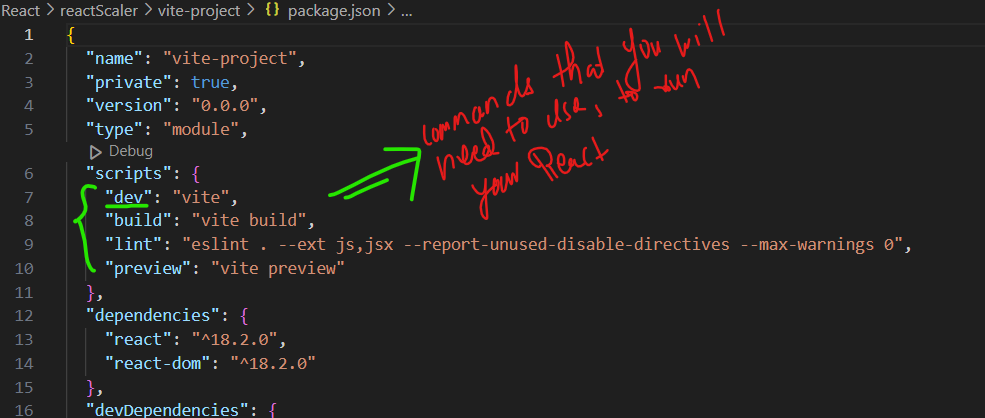 React > reactScaler > vite-project > {} package.json > ...
1 {
2 "name": "vite-project",
3 "private": true,
4 "version": "0.0.0",
5 "type": "module",
Debug
6 "scripts": {
7 "dev": "vite",
8 "build": "vite build",
9 "lint": "eslint . --ext js,jsx --report-unused-disable-directives --max-warnings 0",
10 "preview": "vite preview"
11 },
12 "dependencies": {
13 "react": "^18.2.0",
14 "react-dom": "^18.2.0"
15 },
16 "devDependencies": {
commands that you will
need to use, to run
your React